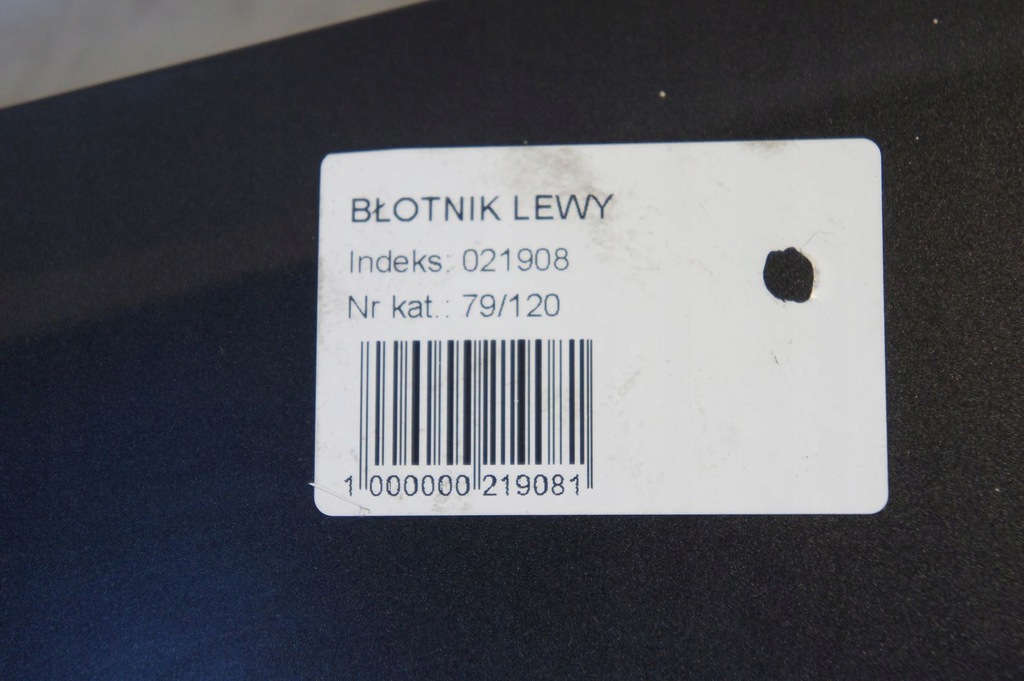 BŁOTNIK LEWY
Indeks: 021908
Nr kat.: 79/120
1 000000 219081